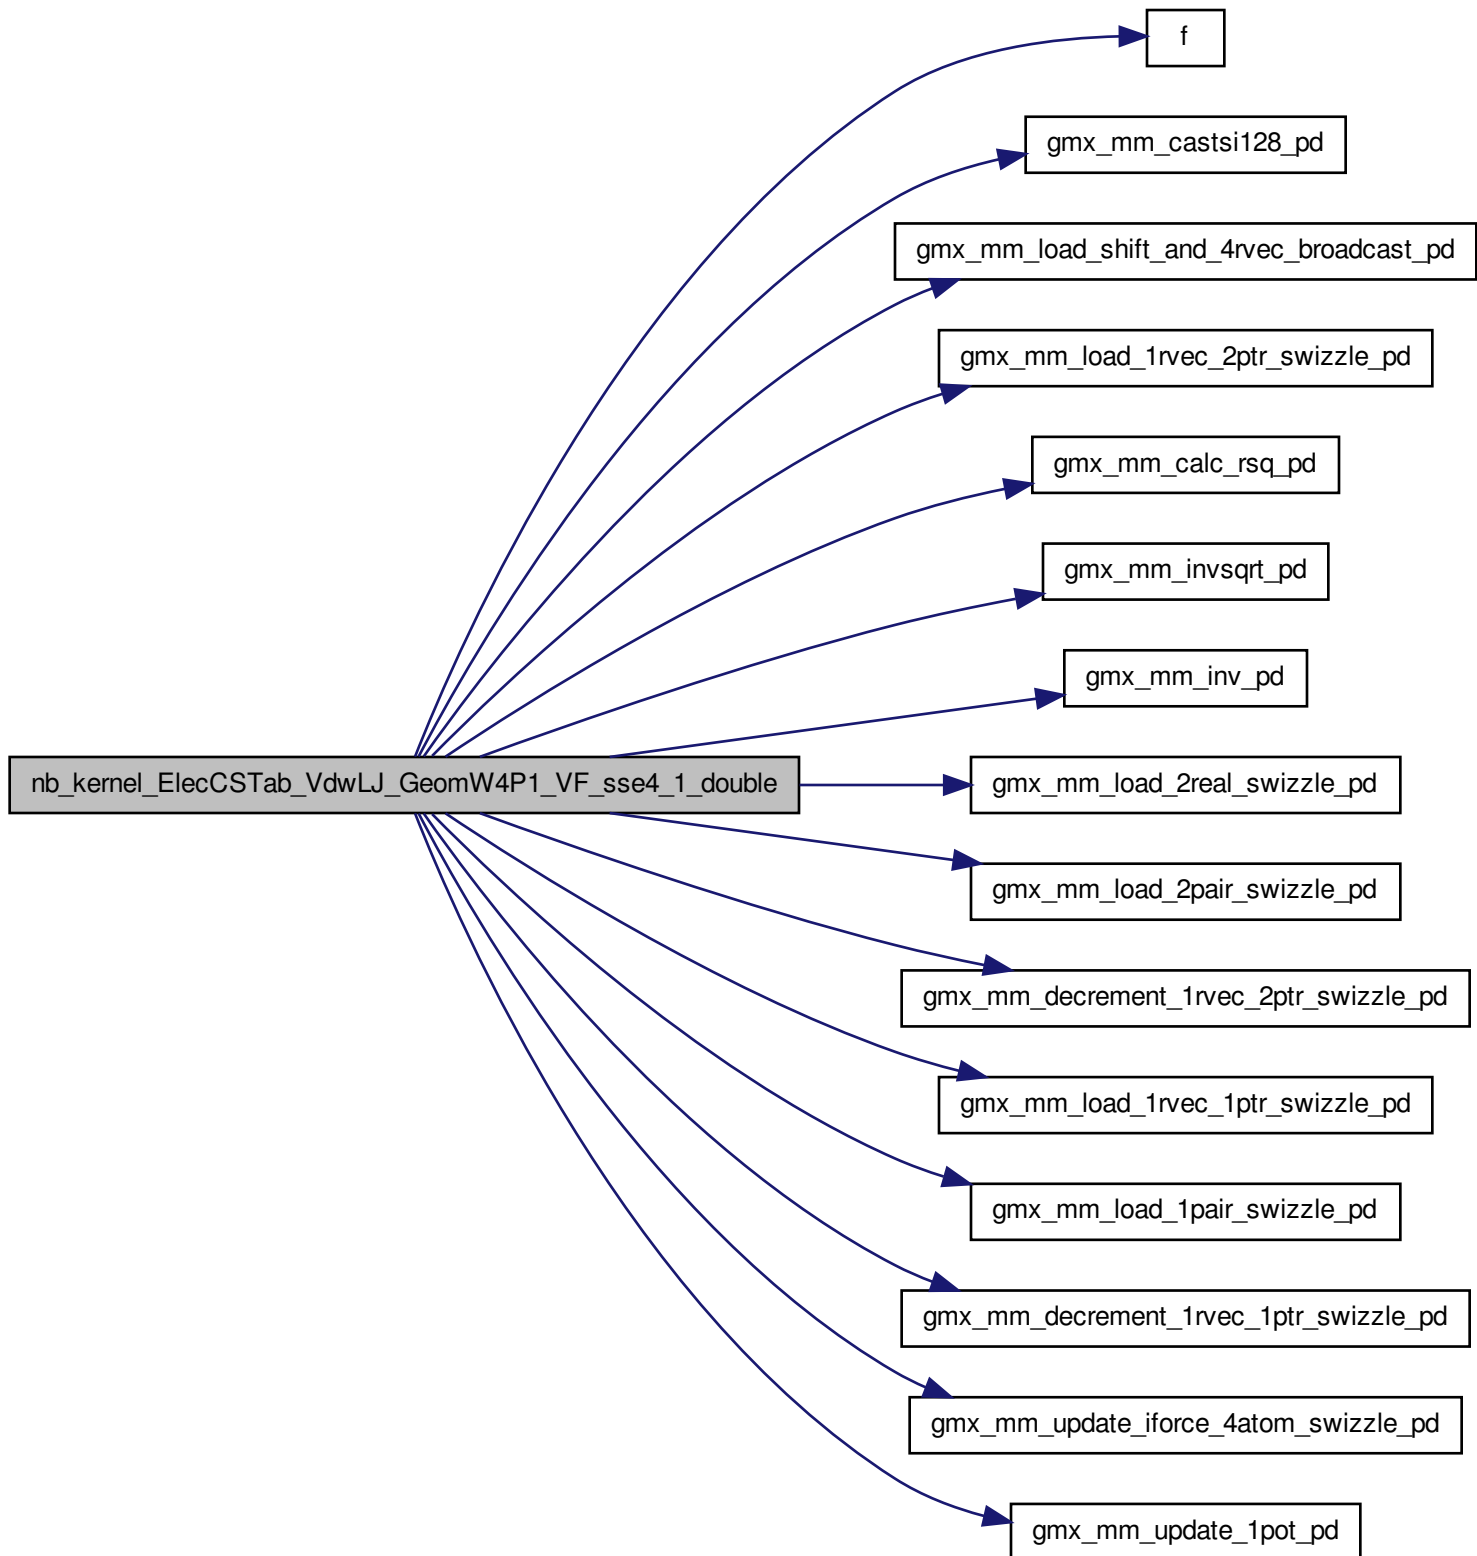 f
gmx_mm_castsi128_pd
gmx_mm_load_shift_and_4rvec_broadcast_pd
gmx_mm_load_1rvec_2ptr_swizzle_pd
gmx_mm_calc_rsq_pd
gmx_mm_invsqrt_pd
gmx_mm_inv_pd
nb_kernel_ElecCSTab_VdwLJ_GeomW4P1_VF_sse4_1_double
gmx_mm_load_2real_swizzle_pd
gmx_mm_load_2pair_swizzle_pd
gmx_mm_decrement_1rvec_2ptr_swizzle_pd
gmx_mm_load_1rvec_1ptr_swizzle_pd
gmx_mm_load_1pair_swizzle_pd
gmx_mm_decrement_1rvec_1ptr_swizzle_pd
gmx_mm_update_iforce_4atom_swizzle_pd
gmx_mm_update_1pot_pd